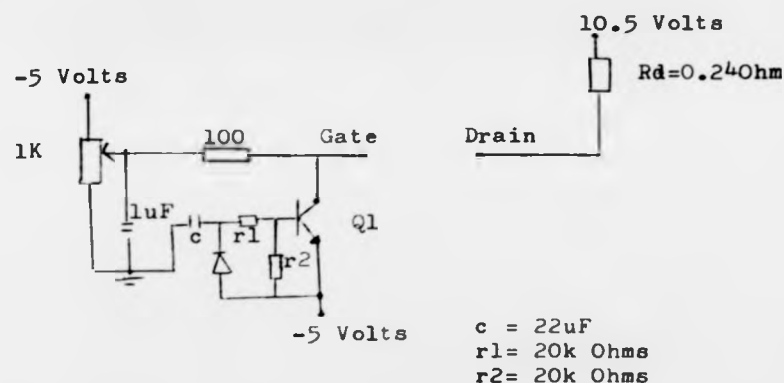 10.5 Volts
-5 Volts
Rd=0.24Ohm
100
Gate
Drain
1K
1uF
c
r1
Q1
r2
-5 Volts
c = 22uF
r1= 20k Ohms
r2= 20k Ohms